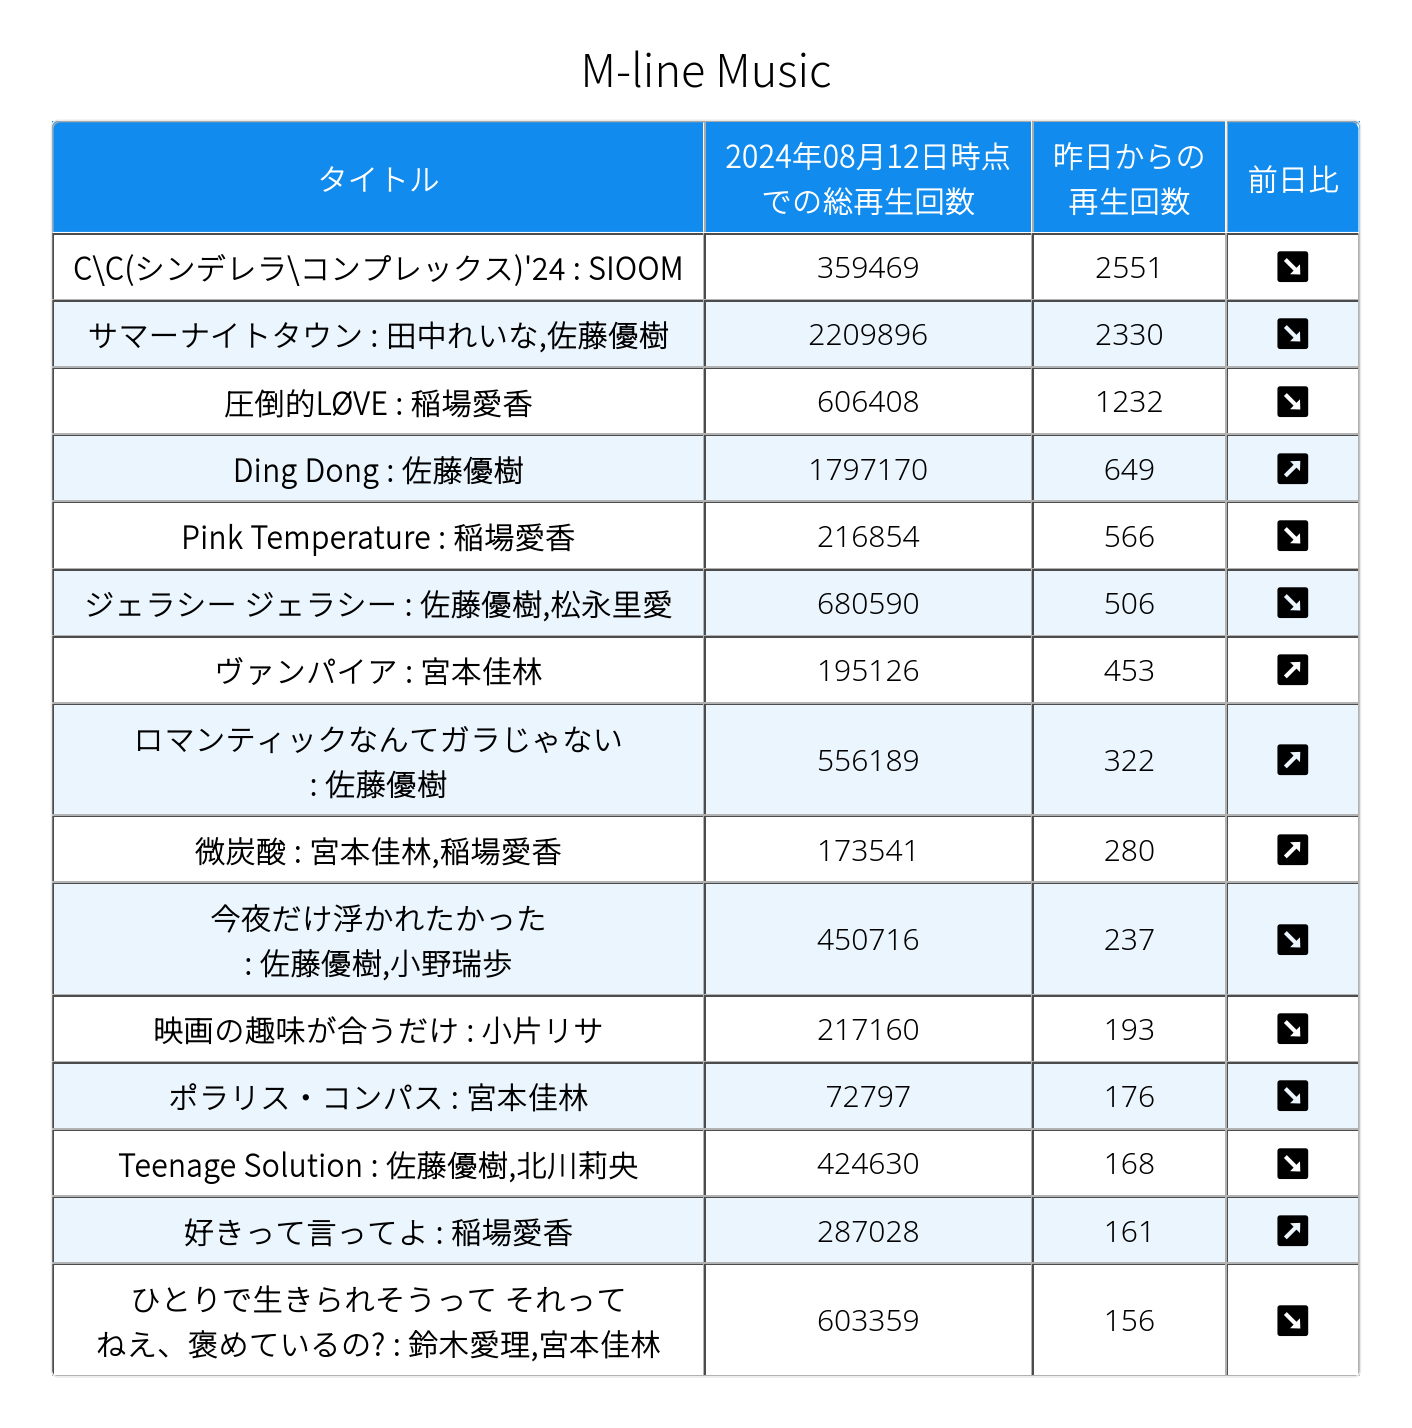 M-line Music
タイトル
2024年08月12日時点
での総再生回数
昨日からの
再生回数
前日比
C\C(シンデレラ\コンプレックス)'24 : SIOOM 359469 2551
サマーナイトタウン : 田中れいな,佐藤優樹 2209896 2330
圧倒的LØVE : 稲場愛香 606408 1232
Ding Dong : 佐藤優樹 1797170 649
Pink Temperature : 稲場愛香 216854 566
ジェラシー ジェラシー : 佐藤優樹,松永里愛 680590 506
ヴァンパイア : 宮本佳林 195126 453
ロマンティックなんてガラじゃない
: 佐藤優樹
556189 322
微炭酸 : 宮本佳林,稲場愛香 173541 280
今夜だけ浮かれたかった
: 佐藤優樹,小野瑞歩
450716 237
映画の趣味が合うだけ : 小片リサ 217160 193
ポラリス・コンパス : 宮本佳林 72797 176
Teenage Solution : 佐藤優樹,北川莉央 424630 168
好きって言ってよ : 稲場愛香 287028 161
ひとりで生きられそうって それって
ねえ、褒めているの? : 鈴木愛理,宮本佳林
603359 156